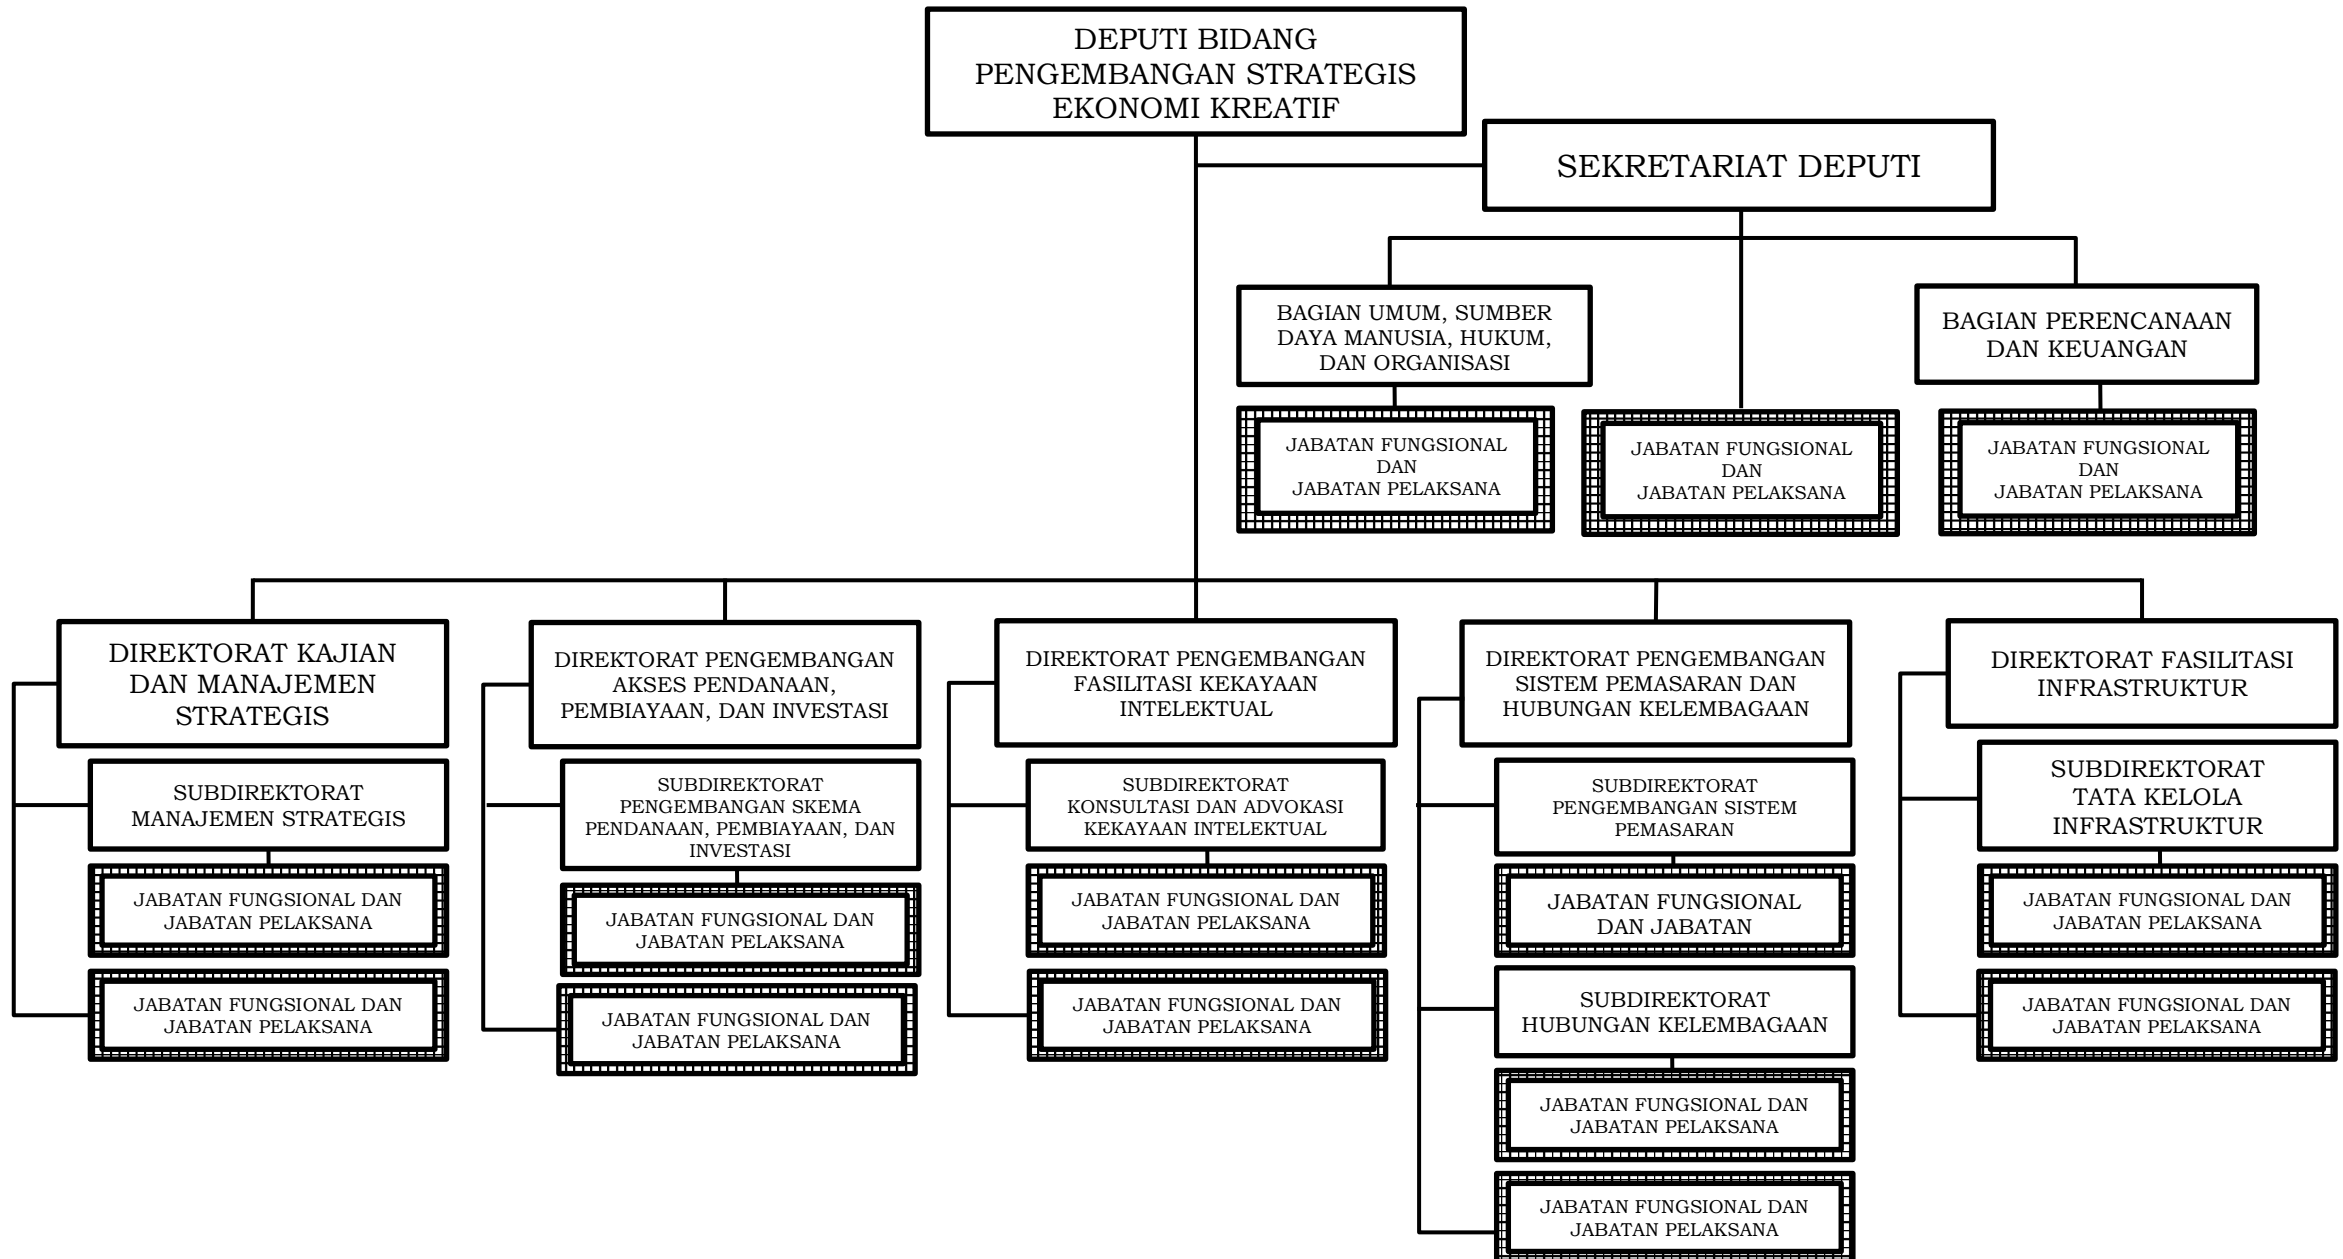 DEPUTI BIDANG
PENGEMBANGAN STRATEGIS
EKONOMI KREATIF
SEKRETARIAT DEPUTI
BAGIAN UMUM, SUMBER
DAYA MANUSIA, HUKUM,
DAN ORGANISASI
BAGIAN PERENCANAAN
DAN KEUANGAN
JABATAN FUNGSIONAL
DAN
JABATAN PELAKSANA
JABATAN FUNGSIONAL
DAN
JABATAN PELAKSANA
JABATAN FUNGSIONAL
DAN
JABATAN PELAKSANA
DIREKTORAT KAJIAN
DAN MANAJEMEN
STRATEGIS
SUBDIREKTORAT
MANAJEMEN STRATEGIS
JABATAN FUNGSIONAL DAN
JABATAN PELAKSANA
JABATAN FUNGSIONAL DAN
JABATAN PELAKSANA
DIREKTORAT PENGEMBANGAN
AKSES PENDANAAN,
PEMBIAYAAN, DAN INVESTASI
SUBDIREKTORAT
PENGEMBANGAN SKEMA
PENDANAAN, PEMBIAYAAN, DAN
INVESTASI
JABATAN FUNGSIONAL DAN
JABATAN PELAKSANA
JABATAN FUNGSIONAL DAN
JABATAN PELAKSANA
DIREKTORAT PENGEMBANGAN
FASILITASI KEKAYAAN
INTELEKTUAL
SUBDIREKTORAT
KONSULTASI DAN ADVOKASI
KEKAYAAN INTELEKTUAL
JABATAN FUNGSIONAL DAN
JABATAN PELAKSANA
JABATAN FUNGSIONAL DAN
JABATAN PELAKSANA
DIREKTORAT PENGEMBANGAN
SISTEM PEMASARAN DAN
HUBUNGAN KELEMBAGAAN
SUBDIREKTORAT
PENGEMBANGAN SISTEM
PEMASARAN
JABATAN FUNGSIONAL
DAN JABATAN
SUBDIREKTORAT
HUBUNGAN KELEMBAGAAN
JABATAN FUNGSIONAL DAN
JABATAN PELAKSANA
JABATAN FUNGSIONAL DAN
JABATAN PELAKSANA
DIREKTORAT FASILITASI
INFRASTRUKTUR
SUBDIREKTORAT
TATA KELOLA
INFRASTRUKTUR
JABATAN FUNGSIONAL DAN
JABATAN PELAKSANA
JABATAN FUNGSIONAL DAN
JABATAN PELAKSANA